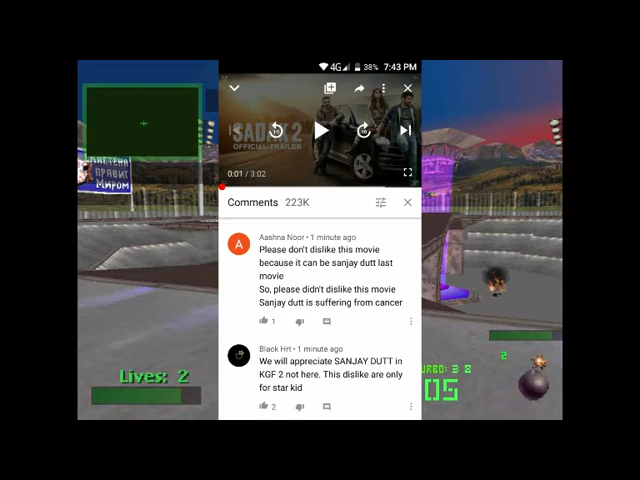 4G 38% 7:43 PM
SADAK 2
OFFICIAL TRAILER
10
10
0:01 / 3:02
ПРАВИТ
МИРОМ
Comments 223K
A
Aashna Noor • 1 minute ago
Please don't dislike this movie
because it can be sanjay dutt last
movie
So, please didn't dislike this movie
Sanjay dutt is suffering from cancer
1
Black Hrt • 1 minute ago
We will appreciate SANJAY DUTT in
KGF 2 not here. This dislike are only
for star kid
2
Lives: 2
2
05